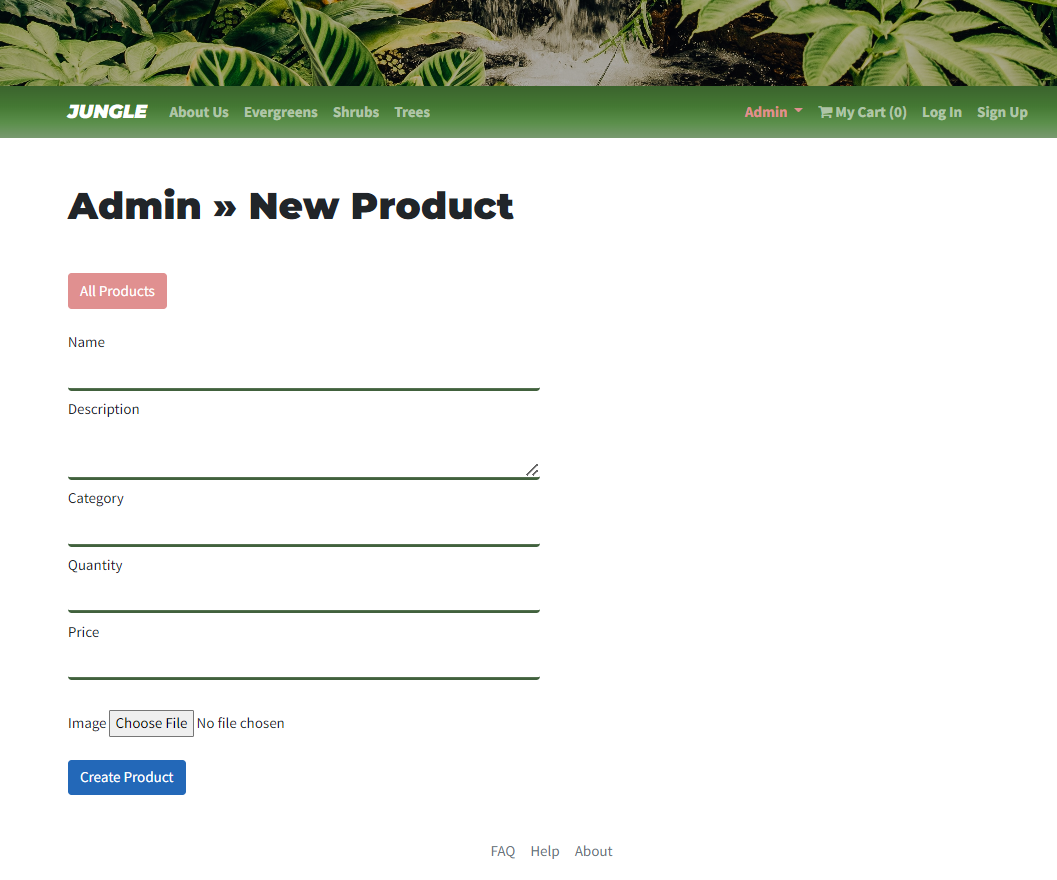 JUNGLE About Us Evergreens Shrubs Trees Admin My Cart (0) Log In Sign Up
Admin » New Product
All Products
Name
Description
Category
Quantity
Price
Image Choose File No file chosen
Create Product
FAQ Help About